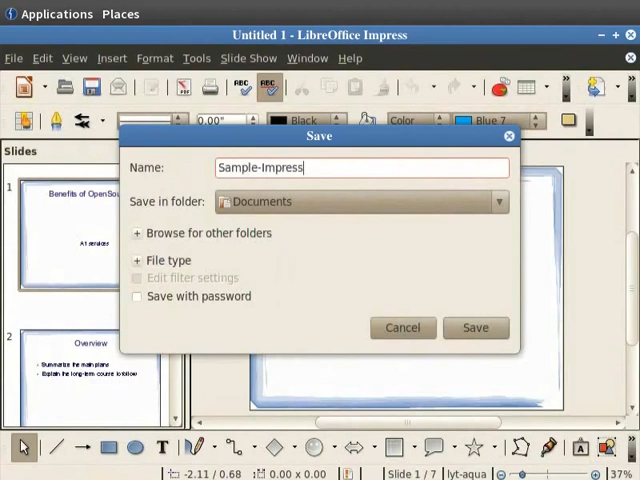 Applications Places
Untitled 1 - LibreOffice Impress
File Edit View Insert Format Tools Slide Show Window Help
ABC ABC
0.00" Black Color Blue 7
Slides
Save
Name: Sample-Impress
Save in folder: Documents
Browse for other folders
File type
Edit filter settings
Save with password
Cancel Save
1
Benefits of OpenSou
A1 services
2
Overview
Summarize the main plans
Explain the long-term course to follow
T A
-2.11 / 0.68 0.00 x 0.00 Slide 1 / 7 lyt-aqua 37%